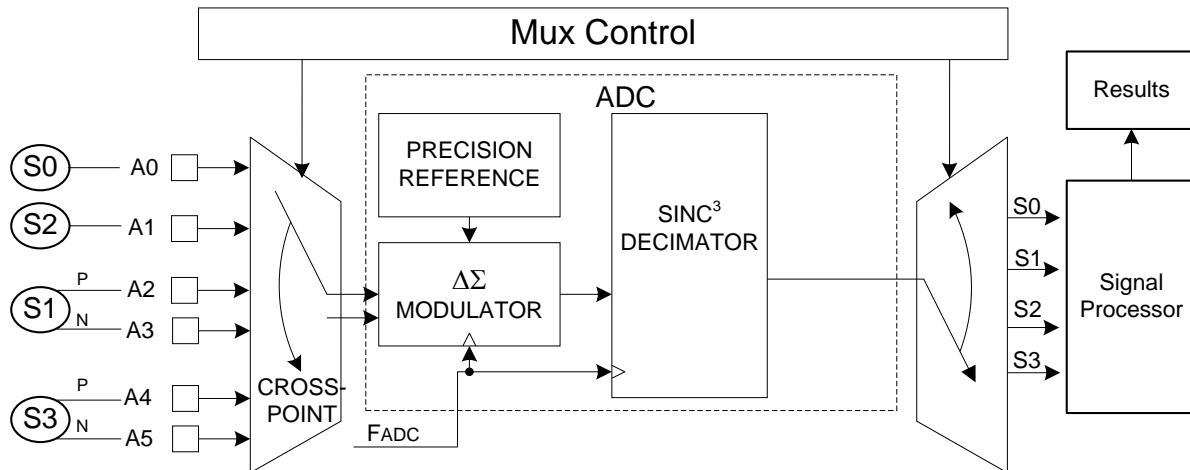 Mux Control
ADC
Results
PRECISION
REFERENCE
SINC³
DECIMATOR
ΔΣ
MODULATOR
S0
A0
S2
A1
S1
P
A2
N
A3
S3
P
A4
N
A5
CROSS-
POINT
FADC
S0
S1
S2
S3
Signal
Processor